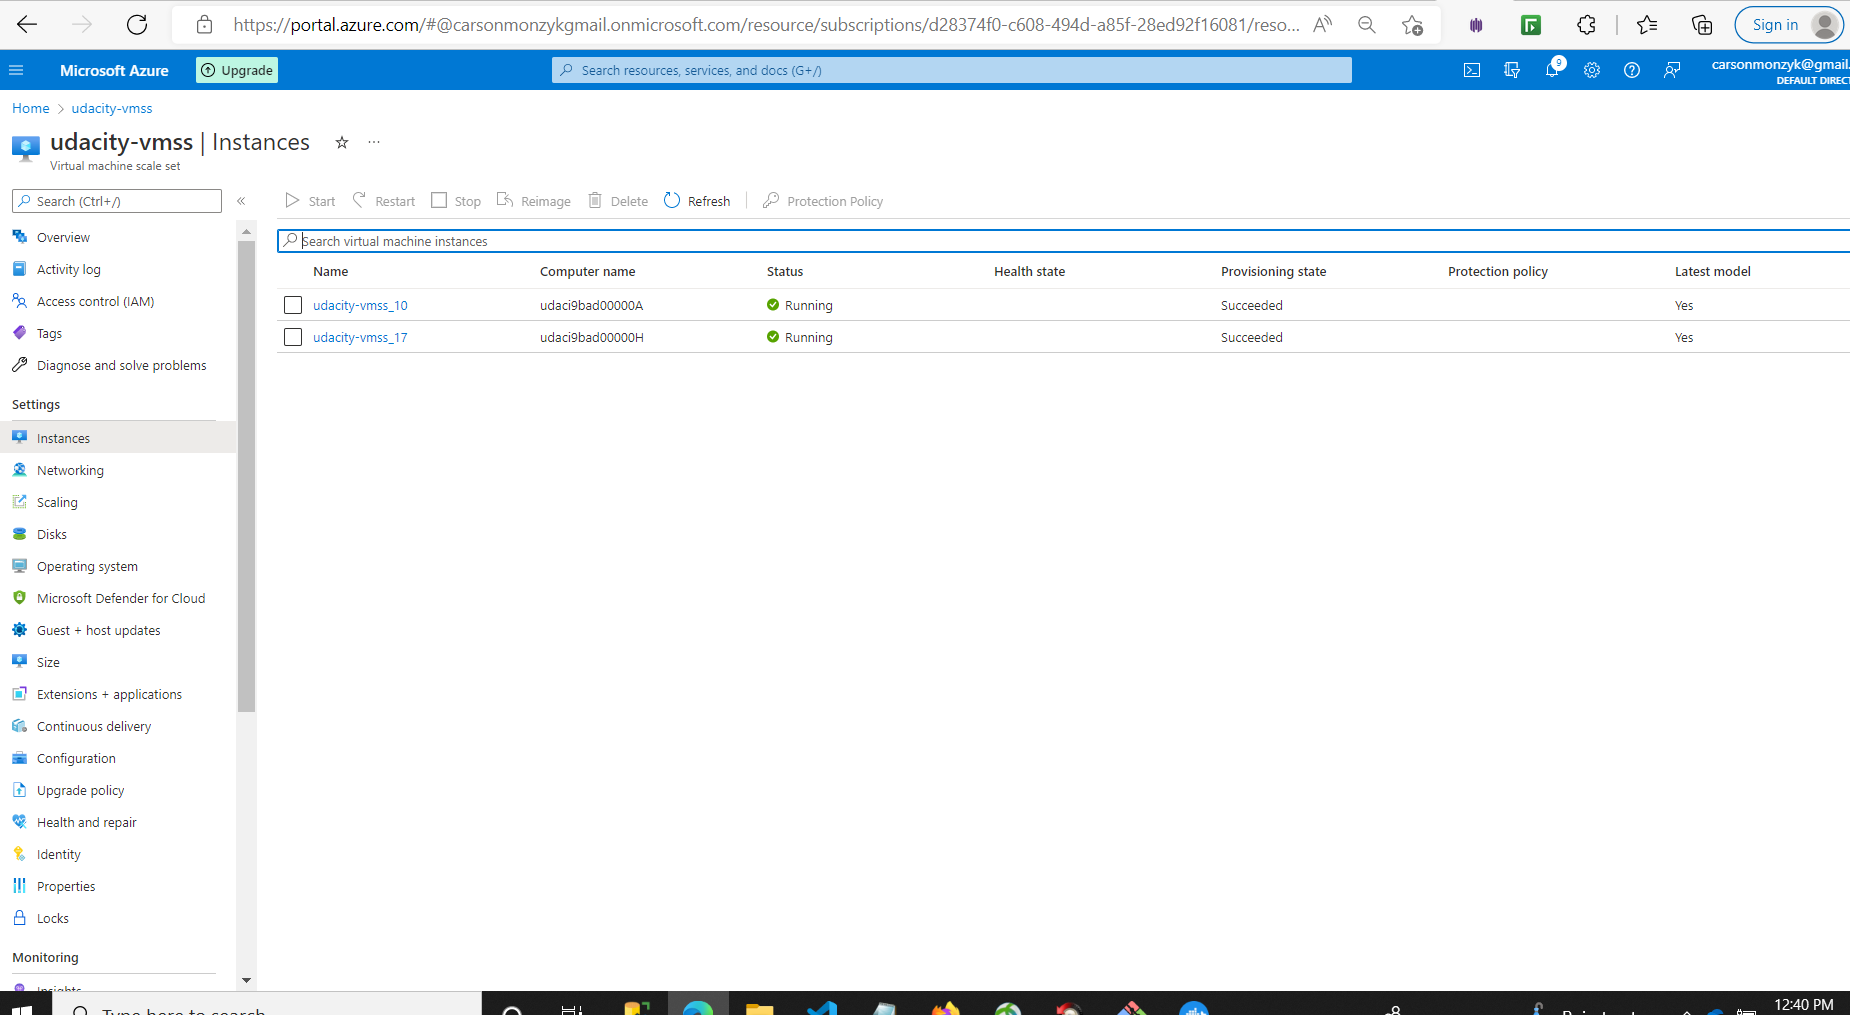 https://portal.azure.com/#@carsonmonzykgmail.onmicrosoft.com/resource/subscriptions/d28374f0-c608-494d-a85f-28ed92f16081/reso...
Sign in
Microsoft Azure
Upgrade
Search resources, services, and docs (G+/)
9
carsonmonzyk@gmail.
DEFAULT DIRECT
Home > udacity-vmss
udacity-vmss | Instances
Virtual machine scale set
Search (Ctrl+/)
«
Start
Restart
Stop
Reimage
Delete
Refresh
Protection Policy
Search virtual machine instances
Name Computer name Status Health state Provisioning state Protection policy Latest model
udacity-vmss_10 udaci9bad00000A Running Succeeded Yes
udacity-vmss_17 udaci9bad00000H Running Succeeded Yes
Overview
Activity log
Access control (IAM)
Tags
Diagnose and solve problems
Settings
Instances
Networking
Scaling
Disks
Operating system
Microsoft Defender for Cloud
Guest + host updates
Size
Extensions + applications
Continuous delivery
Configuration
Upgrade policy
Health and repair
Identity
Properties
Locks
Monitoring
Insights
Type here to search
12:40 PM